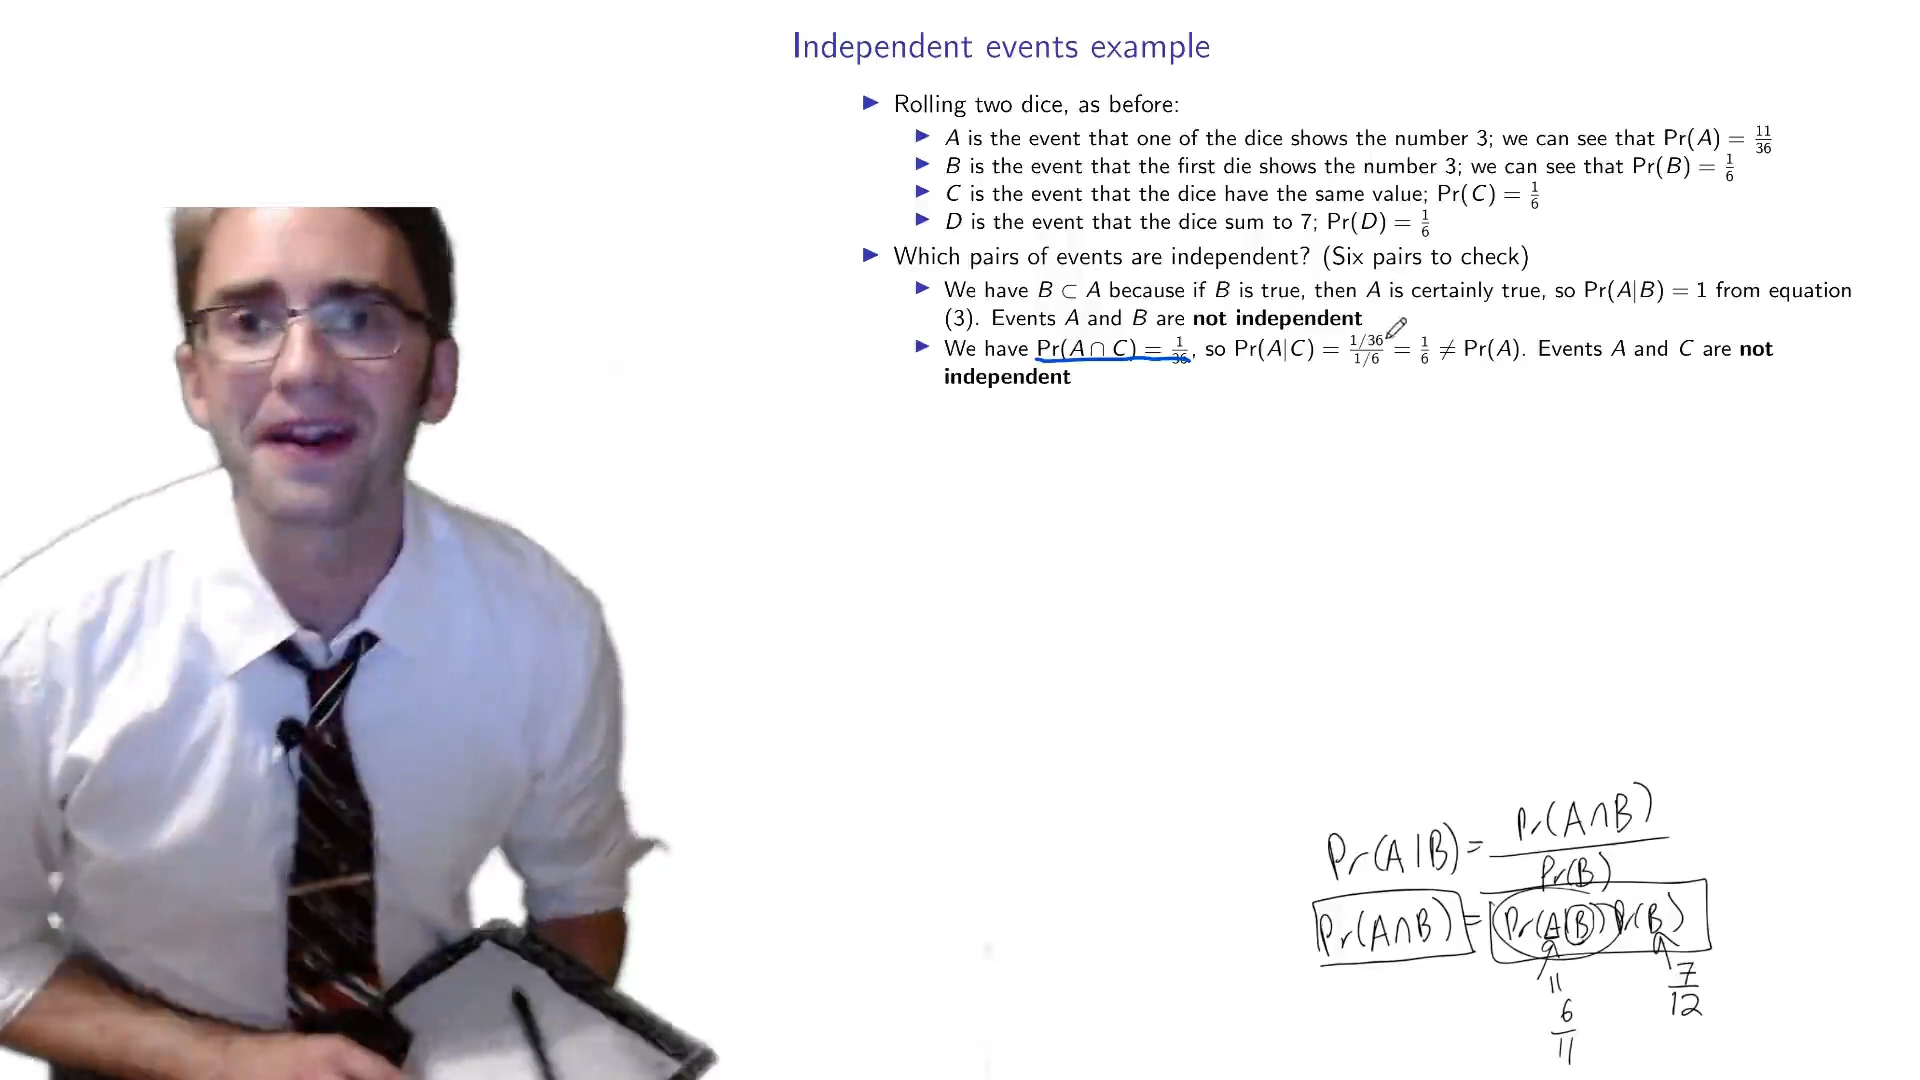 Independent events example
▶ Rolling two dice, as before:
▶ A is the event that one of the dice shows the number 3; we can see that Pr(A) = 11/36
▶ B is the event that the first die shows the number 3; we can see that Pr(B) = 1/6
▶ C is the event that the dice have the same value; Pr(C) = 1/6
▶ D is the event that the dice sum to 7; Pr(D) = 1/6
▶ Which pairs of events are independent? (Six pairs to check)
▶ We have B ⊂ A because if B is true, then A is certainly true, so Pr(A|B) = 1 from equation
(3). Events A and B are not independent
▶ We have Pr(A ∩ C) = 1/36, so Pr(A|C) = (1/36)/(1/6) = 1/6 ≠ Pr(A). Events A and C are not
independent
Pr(A|B) = Pr(A∩B) / Pr(B)
Pr(A∩B) = Pr(A|B) Pr(B)
7/12
6/11